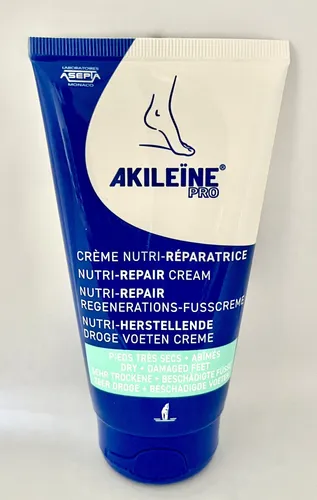 LABORATOIRES
ASEPTA
MONACO
AKILEÏNE®
PRO
CRÈME NUTRI-RÉPARATRICE
NUTRI-REPAIR CREAM
NUTRI-REPAIR
REGENERATIONS-FUSSCREME
NUTRI-HERSTELLENDE
DROGE VOETEN CREME
PIEDS TRÈS SECS • ABÎMÉS
DRY • DAMAGED FEET
SEHR TROCKENE • BESCHÄDIGTE FÜSSE
DROGE • BESCHADIGDE VOETEN